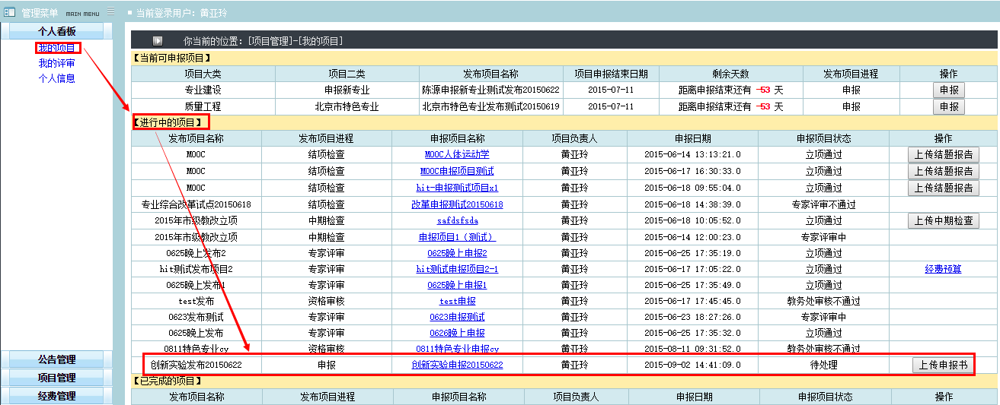 管理菜单 MAIN MENU 当前登录用户: 黄亚玲
个人看板
我的项目
我的评审
个人信息
公告管理
项目管理
经费管理
你当前的位置: [项目管理]-[我的项目]
【当前可申报项目】
项目大类 项目二类 发布项目名称 项目申报结束日期 剩余天数 发布项目进程 操作
专业建设 申报新专业 陈源申报新专业测试发布20150622 2015-07-11 距离申报结束还有 -53 天 申报 申报
质量工程 北京市特色专业 北京市特色专业发布测试20150619 2015-07-11 距离申报结束还有 -53 天 申报 申报
【进行中的项目】
发布项目名称 发布项目进程 申报项目名称 项目负责人 申报日期 申报项目状态 操作
MOOC 结项检查 MOOC人体运动学 黄亚玲 2015-06-14 13:13:21.0 立项通过 上传结题报告
MOOC 结项检查 MOOC申报项目测试 黄亚玲 2015-06-17 16:30:33.0 立项通过 上传结题报告
MOOC 结项检查 hit-申报测试项目x1 黄亚玲 2015-06-18 09:55:04.0 立项通过 上传结题报告
专业综合改革试点20150618 结项检查 改革申报测试20150618 黄亚玲 2015-06-18 14:38:39.0 专家评审不通过
2015年市级教改立项 中期检查 safdsfsda 黄亚玲 2015-06-18 10:05:52.0 立项通过 上传中期检查
2015年市级教改立项 中期检查 申报项目1（测试） 黄亚玲 2015-06-14 12:00:23.0 专家评审中
0625晚上发布2 专家评审 0625晚上申报2 黄亚玲 2015-06-25 17:35:19.0 立项通过
hit测试发布项目2 专家评审 hit测试申报项目2-1 黄亚玲 2015-06-17 17:05:22.0 立项通过 经费预算
0625晚上发布1 专家评审 0625晚上申报1 黄亚玲 2015-06-25 17:35:49.0 立项通过
test发布 资格审核 test申报 黄亚玲 2015-06-17 17:45:45.0 教务处审核不通过
0623发布测试 专家评审 0623申报测试 黄亚玲 2015-06-23 18:27:26.0 专家评审中
0625晚上发布 专家评审 0626晚上申报 黄亚玲 2015-06-25 17:35:32.0 立项通过
0811特色专业cy 资格审核 0811特色专业申报cy 黄亚玲 2015-08-11 09:31:52.0 教务处审核不通过
创新实验发布20150622 申报 创新实验申报20150622 黄亚玲 2015-09-02 14:41:09.0 待处理 上传申报书
【已完成的项目】
发布项目名称 发布项目进程 申报项目名称 项目负责人 申报日期 申报项目状态 操作